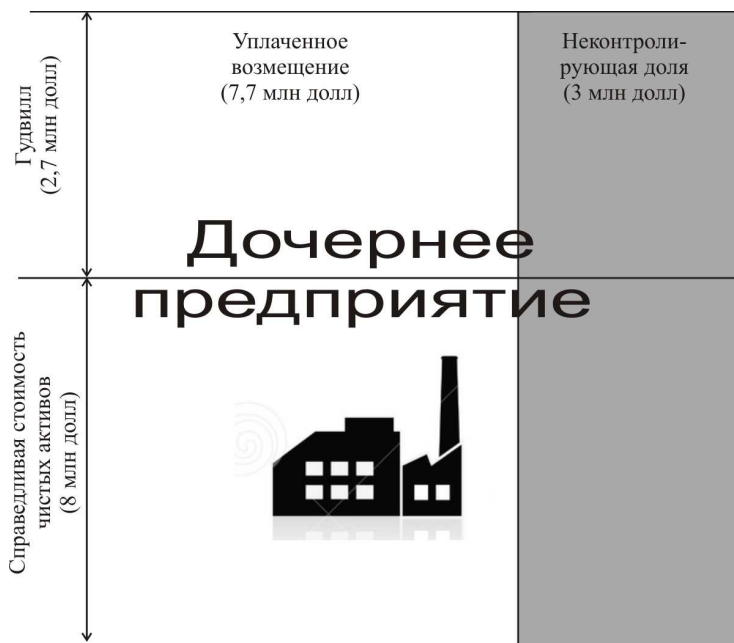 Уплаченное
возмещение
(7,7 млн долл)
Неконтроли-
рующая доля
(3 млн долл)
Гудвилл
(2,7 млн долл)
Дочернее
предприятие
Справедливая стоимость
чистых активов
(8 млн долл)